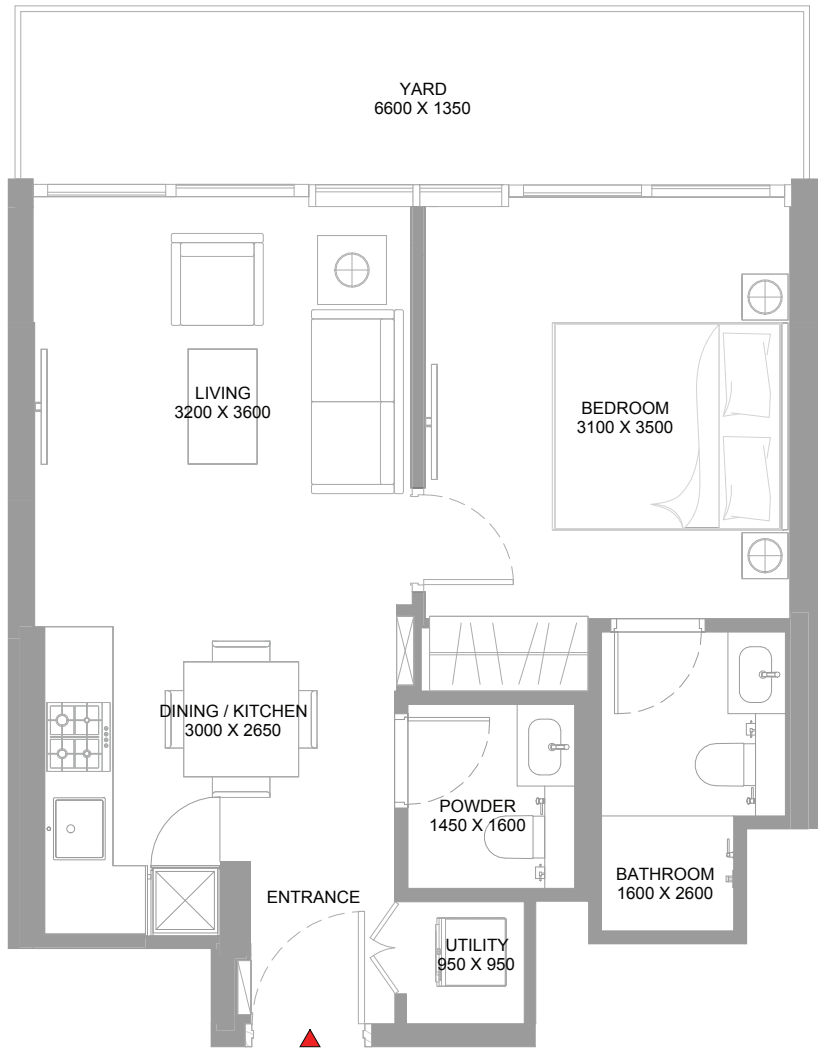 YARD
6600 X 1350
LIVING
3200 X 3600
BEDROOM
3100 X 3500
DINING / KITCHEN
3000 X 2650
POWDER
1450 X 1600
BATHROOM
1600 X 2600
ENTRANCE
UTILITY
950 X 950